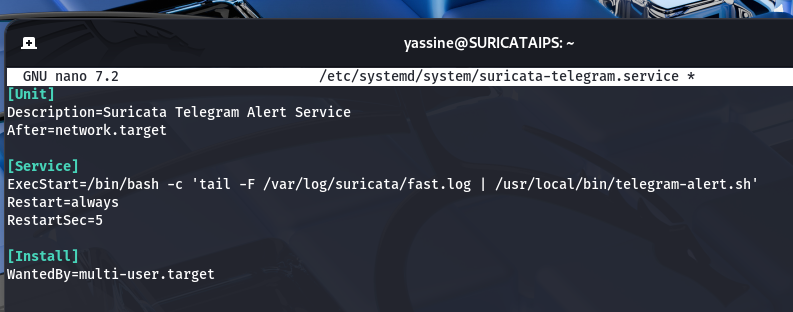 yassine@SURICATAIPS: ~
GNU nano 7.2 /etc/systemd/system/suricata-telegram.service *
[Unit]
Description=Suricata Telegram Alert Service
After=network.target
[Service]
ExecStart=/bin/bash -c 'tail -F /var/log/suricata/fast.log | /usr/local/bin/telegram-alert.sh'
Restart=always
RestartSec=5
[Install]
WantedBy=multi-user.target